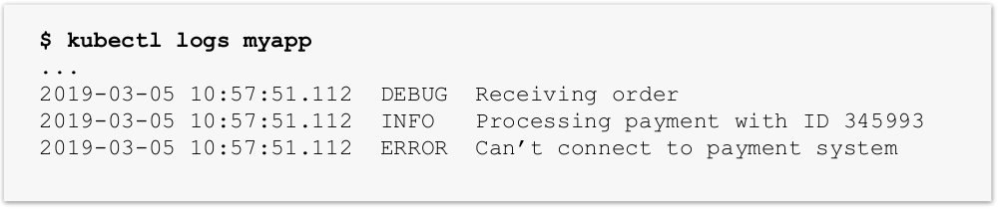 $ kubectl logs myapp
...
2019-03-05 10:57:51.112  DEBUG  Receiving order
2019-03-05 10:57:51.112  INFO   Processing payment with ID 345993
2019-03-05 10:57:51.112  ERROR  Can’t connect to payment system